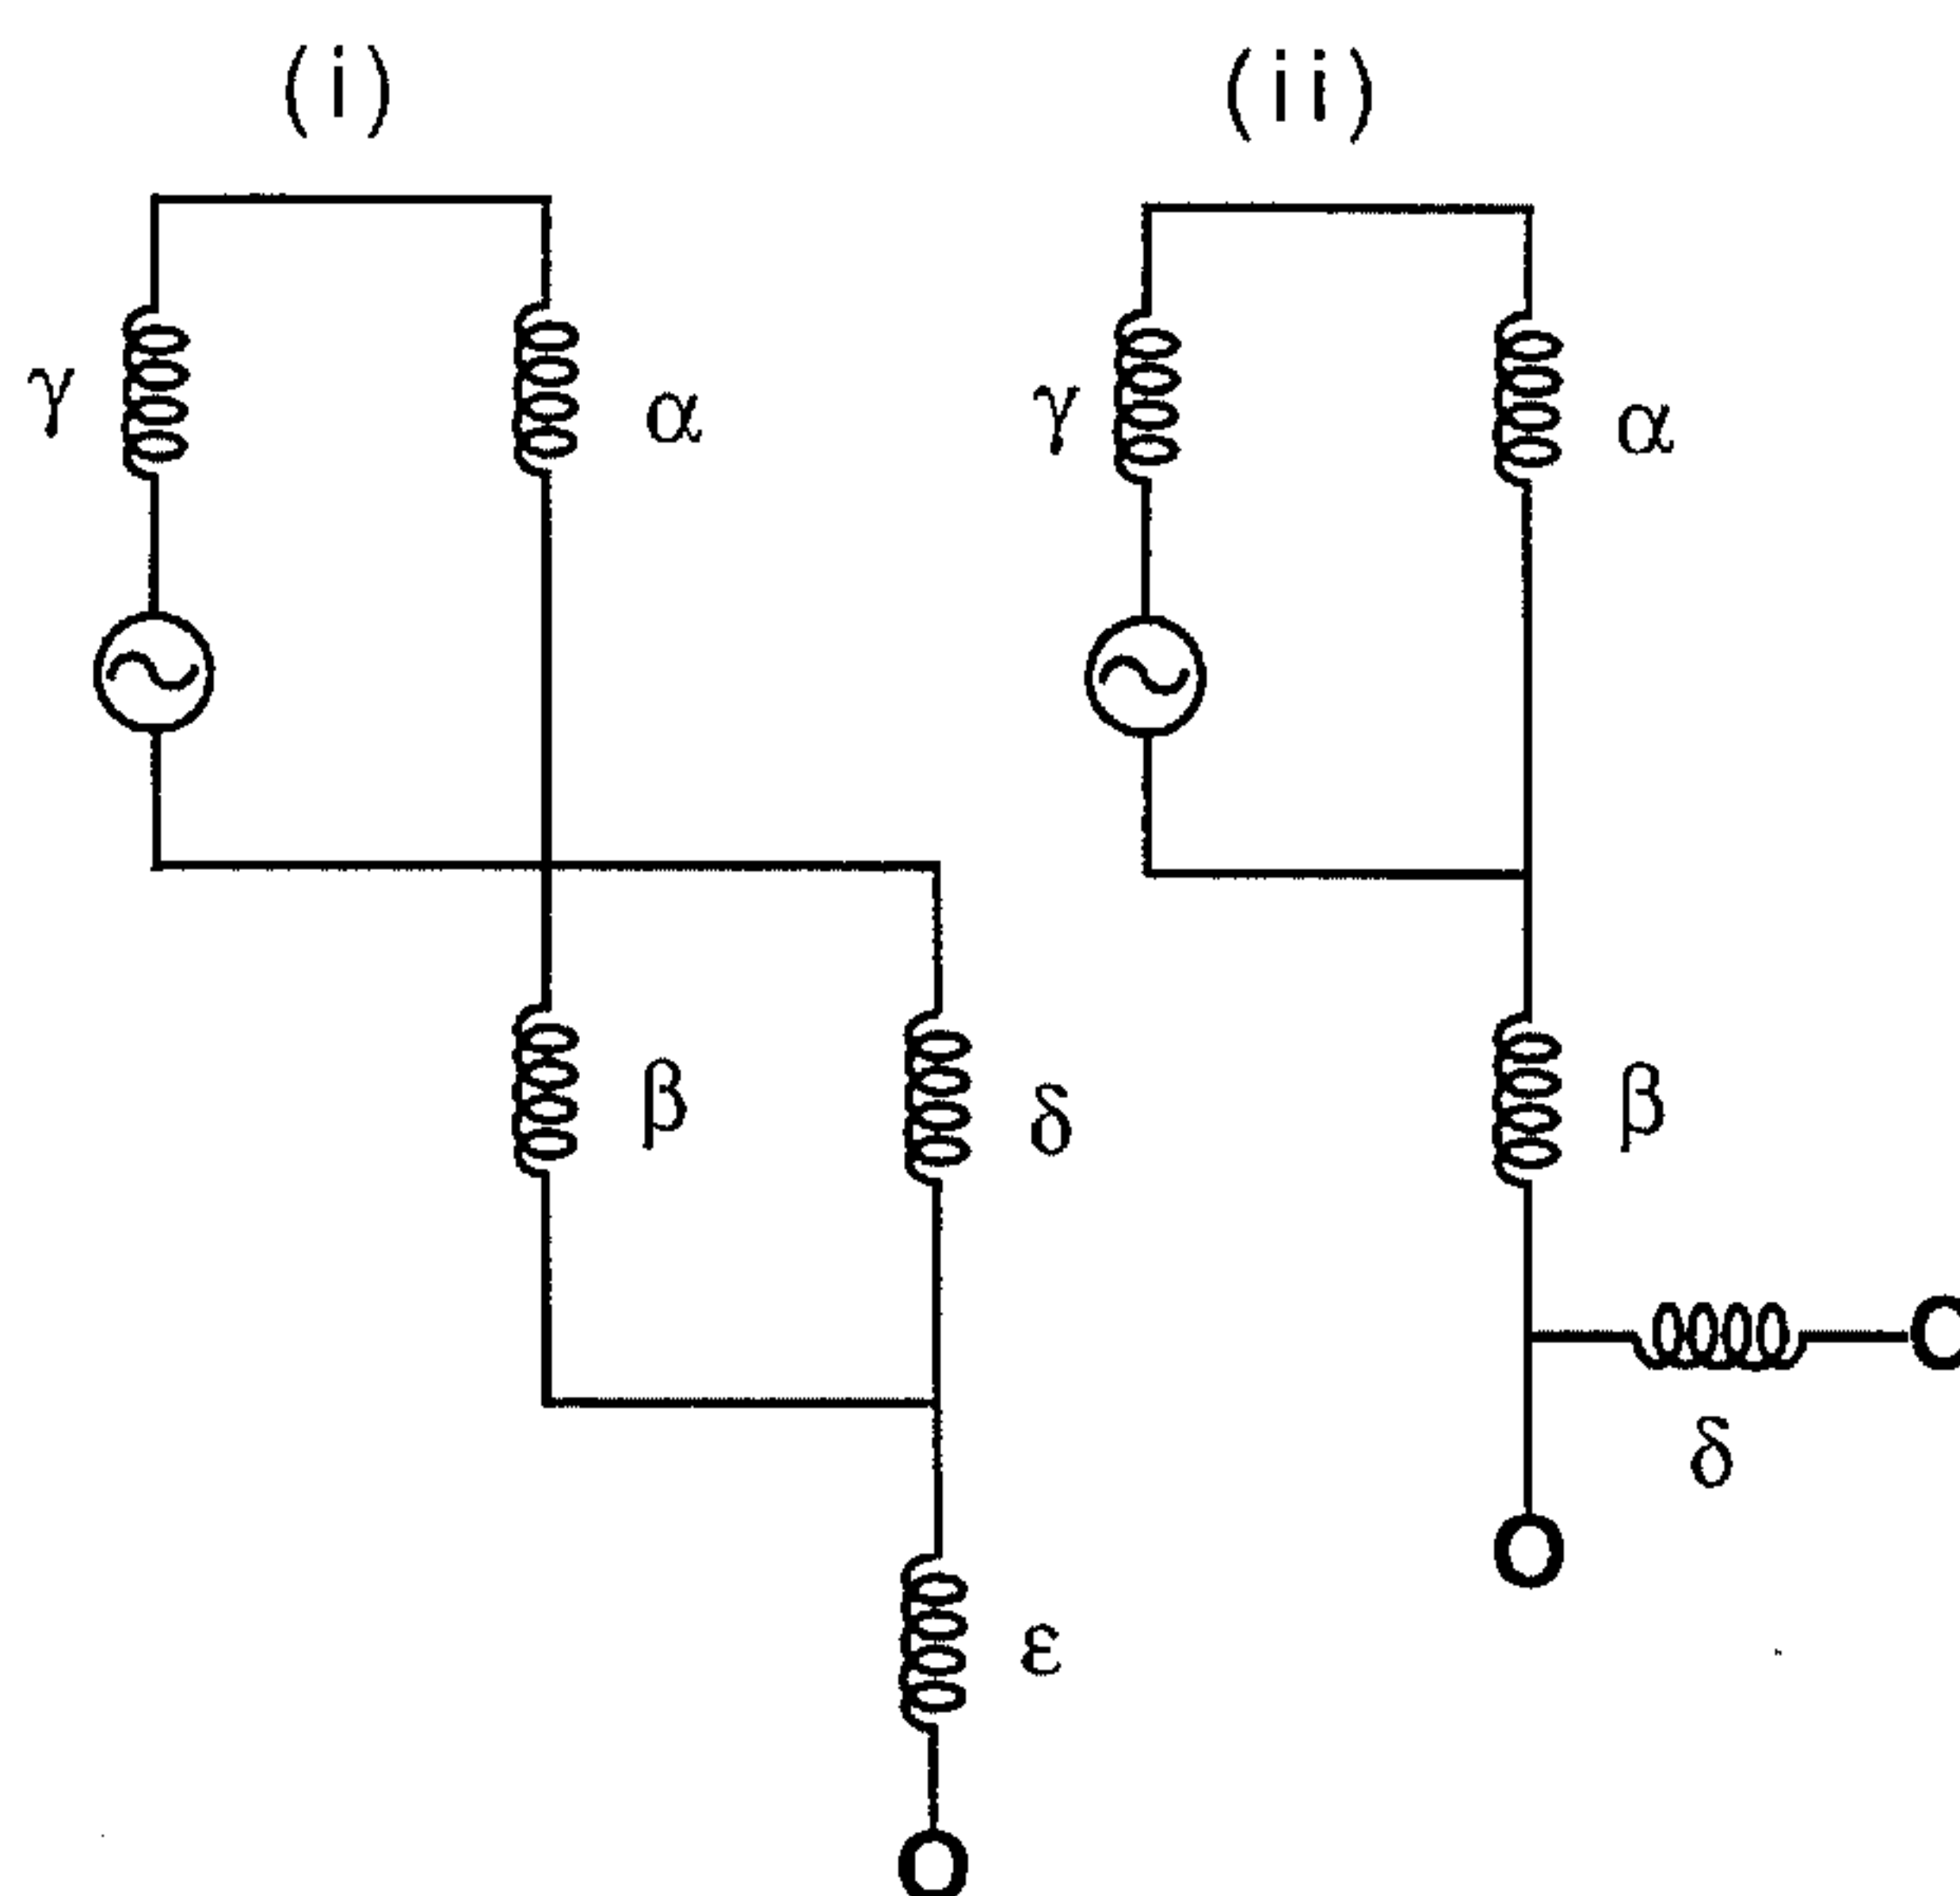 (i)
(ii)
γ
α
γ
α
β
δ
β
δ
ε